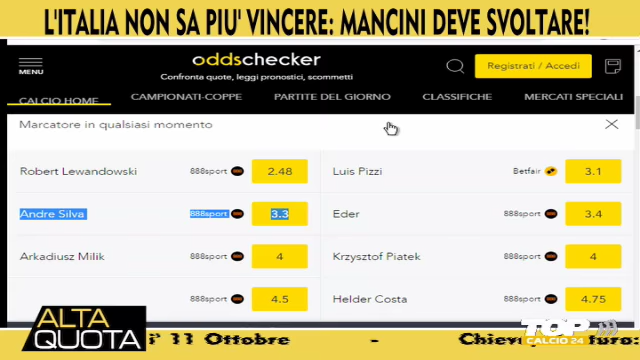 L'ITALIA NON SA PIU' VINCERE: MANCINI DEVE SVOLTARE!
MENU
oddschecker
Confronta quote, leggi pronostici, scommetti
Registrati / Accedi
CALCIO HOME CAMPIONATI-COPPE PARTITE DEL GIORNO CLASSIFICHE MERCATI SPECIALI
Marcatore in qualsiasi momento
Robert Lewandowski 888sport 2.48 Luis Pizzi Betfair 3.1
Andre Silva 888sport 3.3 Eder 888sport 3.4
Arkadiusz Milik 888sport 4 Krzysztof Piatek 888sport 4
888sport 4.5 Helder Costa 888sport 4.75
ALTA
QUOTA
11 Ottobre -
TOP
CALCIO 24